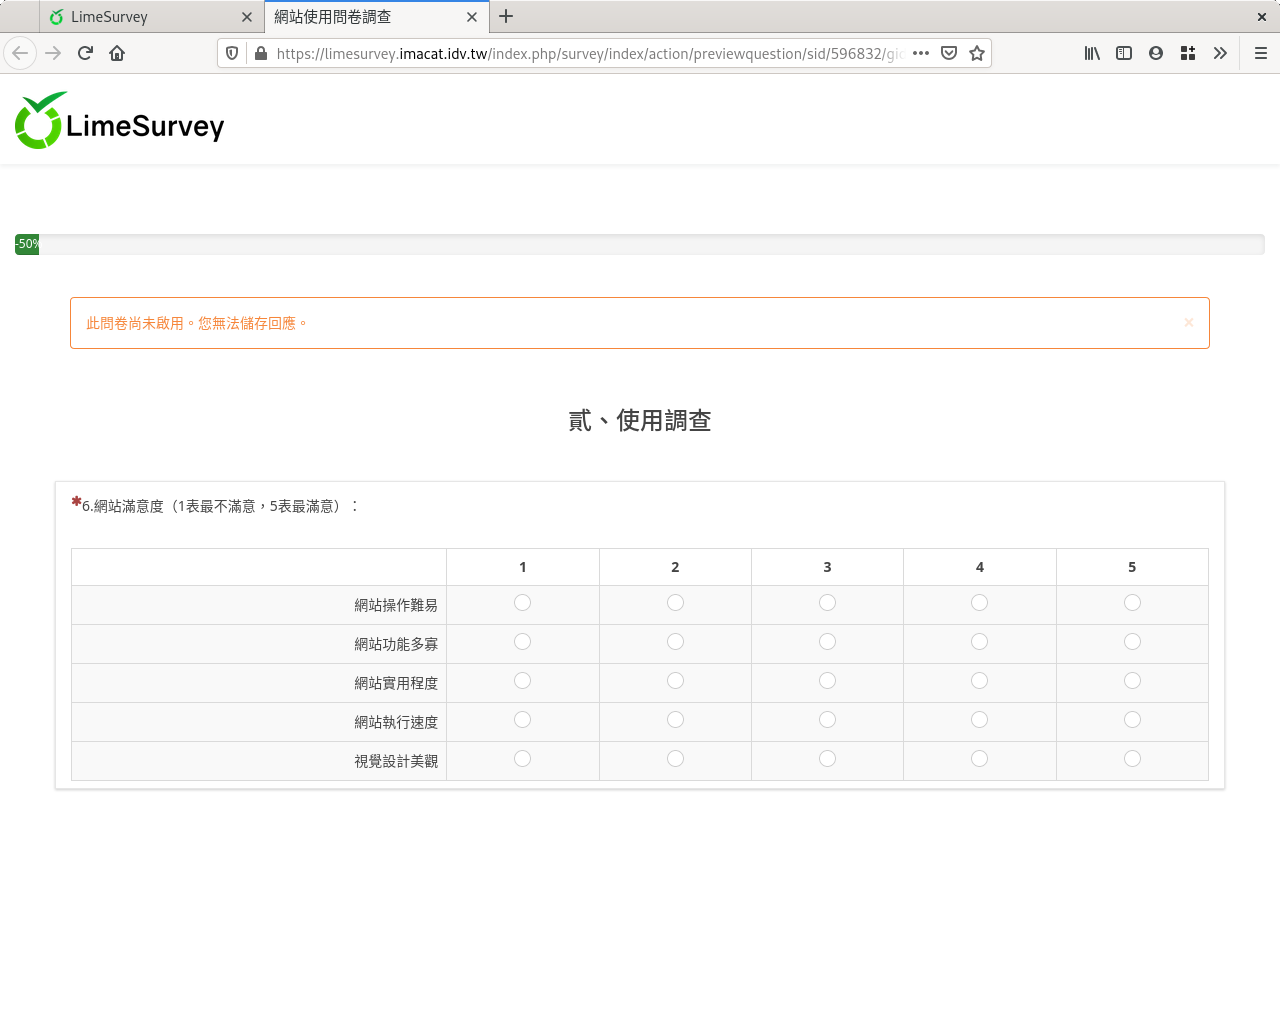 LimeSurvey
網站使用問卷調查
https://limesurvey.imacat.idv.tw/index.php/survey/index/action/previewquestion/sid/596832/gid
LimeSurvey
-50%
此問卷尚未啟用。您無法儲存回應。
貳、使用調查
*6.網站滿意度（1表最不滿意，5表最滿意）：
1 2 3 4 5
網站操作難易
網站功能多寡
網站實用程度
網站執行速度
視覺設計美觀